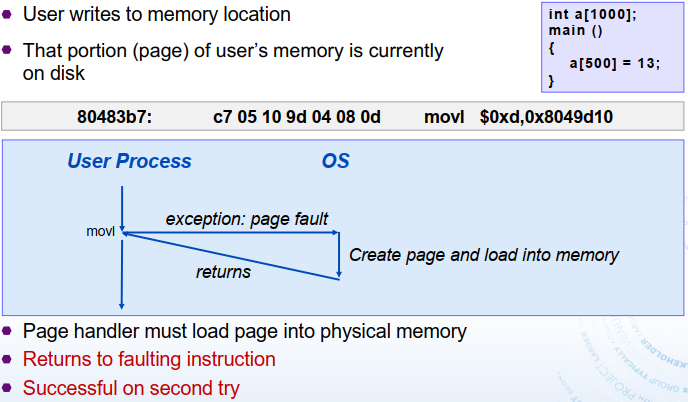 User writes to memory location
That portion (page) of user's memory is currently
on disk
int a[1000];
main ()
{
a[500] = 13;
}
80483b7: c7 05 10 9d 04 08 0d movl $0xd,0x8049d10
User Process OS
exception: page fault
movl
Create page and load into memory
returns
Page handler must load page into physical memory
Returns to faulting instruction
Successful on second try